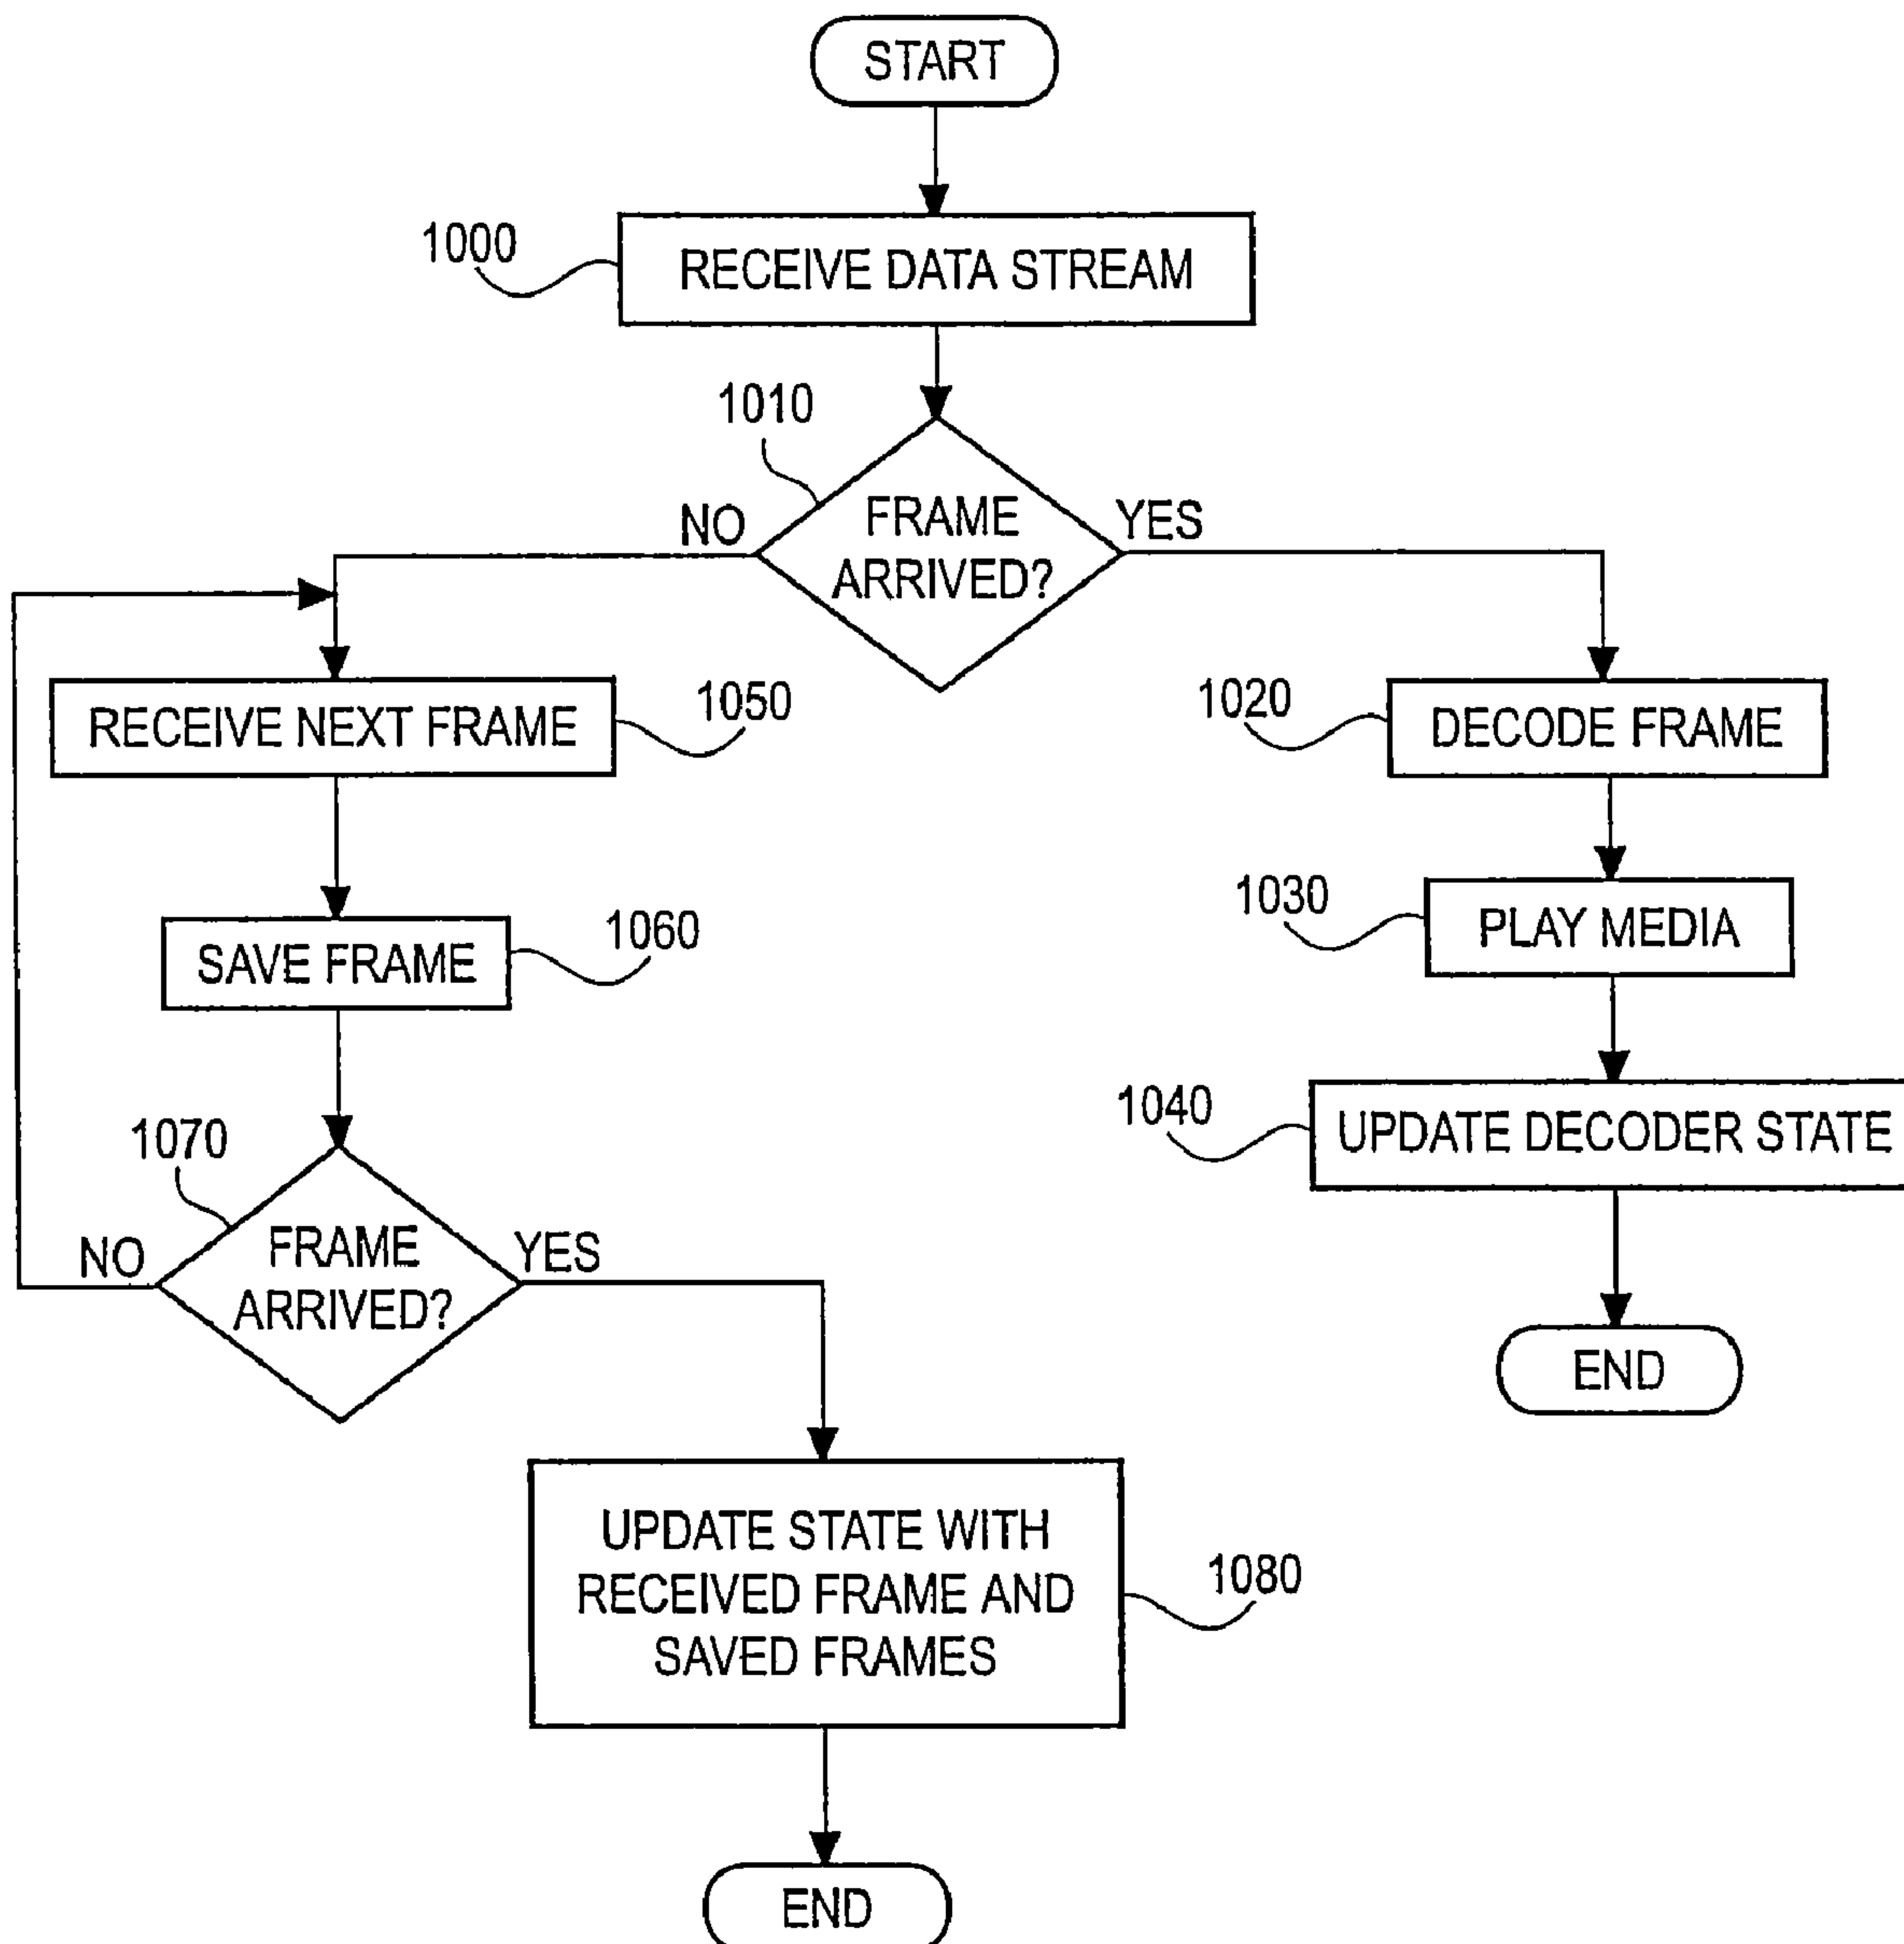 START
1000
RECEIVE DATA STREAM
1010
FRAME
ARRIVED?
NO
YES
RECEIVE NEXT FRAME
1050
1020
DECODE FRAME
1030
PLAY MEDIA
SAVE FRAME
1060
1040
UPDATE DECODER STATE
1070
FRAME
ARRIVED?
NO
YES
END
UPDATE STATE WITH
RECEIVED FRAME AND
SAVED FRAMES
1080
END